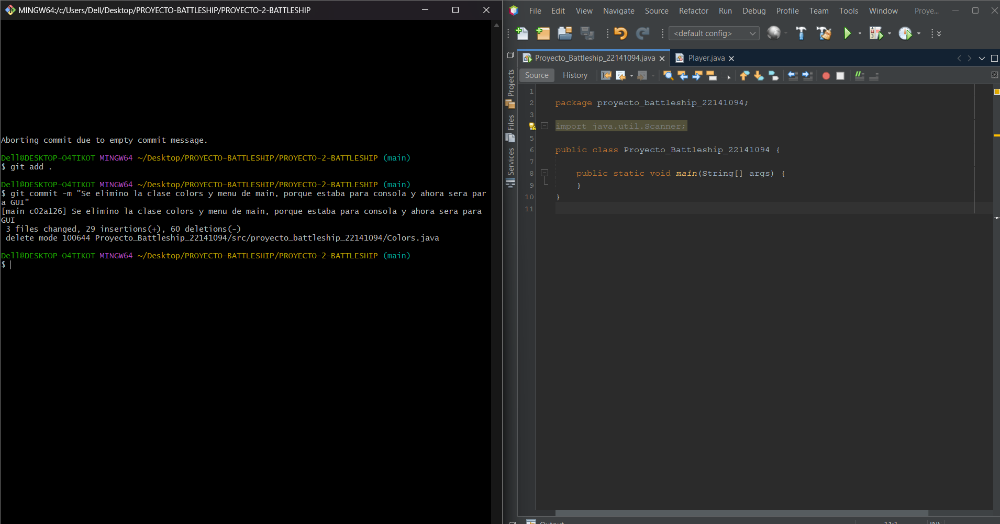 MINGW64:/c/Users/Dell/Desktop/PROYECTO-BATTLESHIP/PROYECTO-2-BATTLESHIP
Aborting commit due to empty commit message.
Dell@DESKTOP-O4TIKOT MINGW64 ~/Desktop/PROYECTO-BATTLESHIP/PROYECTO-2-BATTLESHIP (main)
$ git add .
Dell@DESKTOP-O4TIKOT MINGW64 ~/Desktop/PROYECTO-BATTLESHIP/PROYECTO-2-BATTLESHIP (main)
$ git commit -m "Se elimino la clase colors y menu de main, porque estaba para consola y ahora sera par
a GUI"
[main c02a126] Se elimino la clase colors y menu de main, porque estaba para consola y ahora sera para
GUI
3 files changed, 29 insertions(+), 60 deletions(-)
delete mode 100644 Proyecto_Battleship_22141094/src/proyecto_battleship_22141094/Colors.java
Dell@DESKTOP-O4TIKOT MINGW64 ~/Desktop/PROYECTO-BATTLESHIP/PROYECTO-2-BATTLESHIP (main)
$
File Edit View Navigate Source Refactor Run Debug Profile Team Tools Window Proye...
<default config>
Proyecto_Battleship_22141094.java Player.java
Source History
Projects
Files
Services
1
2 package proyecto_battleship_22141094;
3
import java.util.Scanner;
5
6 public class Proyecto_Battleship_22141094 {
7
8 public static void main(String[] args) {
9 }
10 }
11
Output
11:1 INS